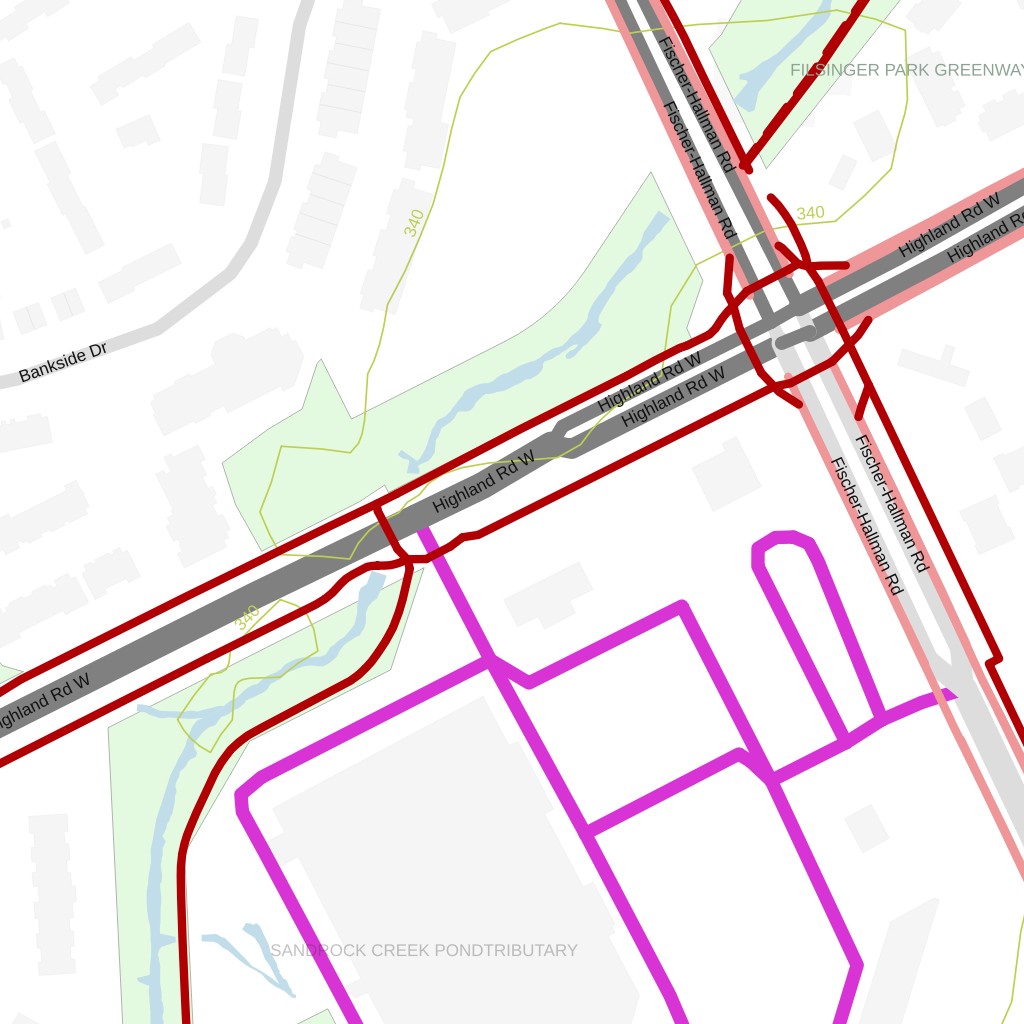 Fischer-Hallman Rd
Fischer-Hallman Rd
FILSINGER PARK GREENWAY
340
340
Highland Rd W
Highland Rd
Bankside Dr
Highland Rd W
Highland Rd W
Highland Rd W
Fischer-Hallman Rd
Fischer-Hallman Rd
340
Highland Rd W
SANDROCK CREEK PONDTRIBUTARY